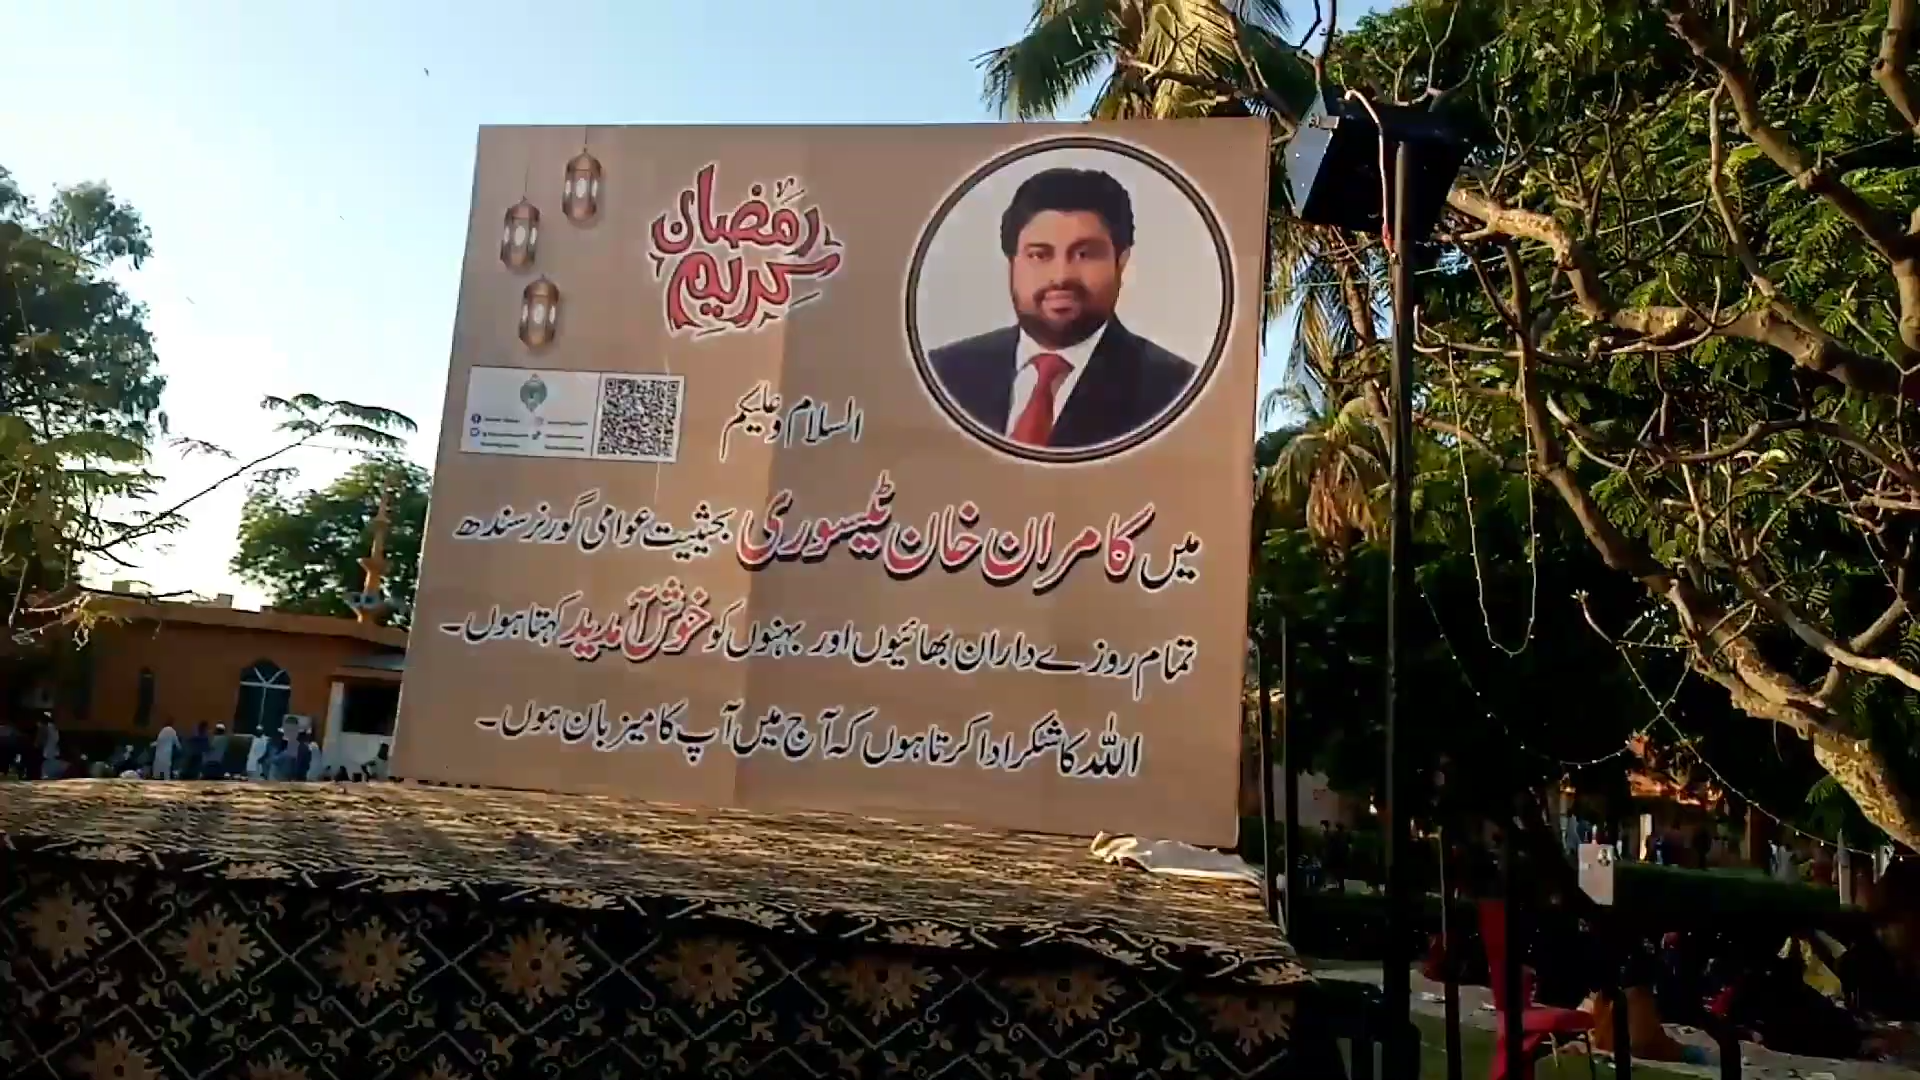 رمضان
کریم
السلام و علیکم
میں کامران خان ٹیسوری بحیثیت عوامی گورنر سندھ
تمام روزے داران بھائیوں اور بہنوں کو خوش آمدید کہتا ہوں۔
اللہ کا شکر ادا کرتا ہوں کہ آج میں آپ کا میزبان ہوں۔